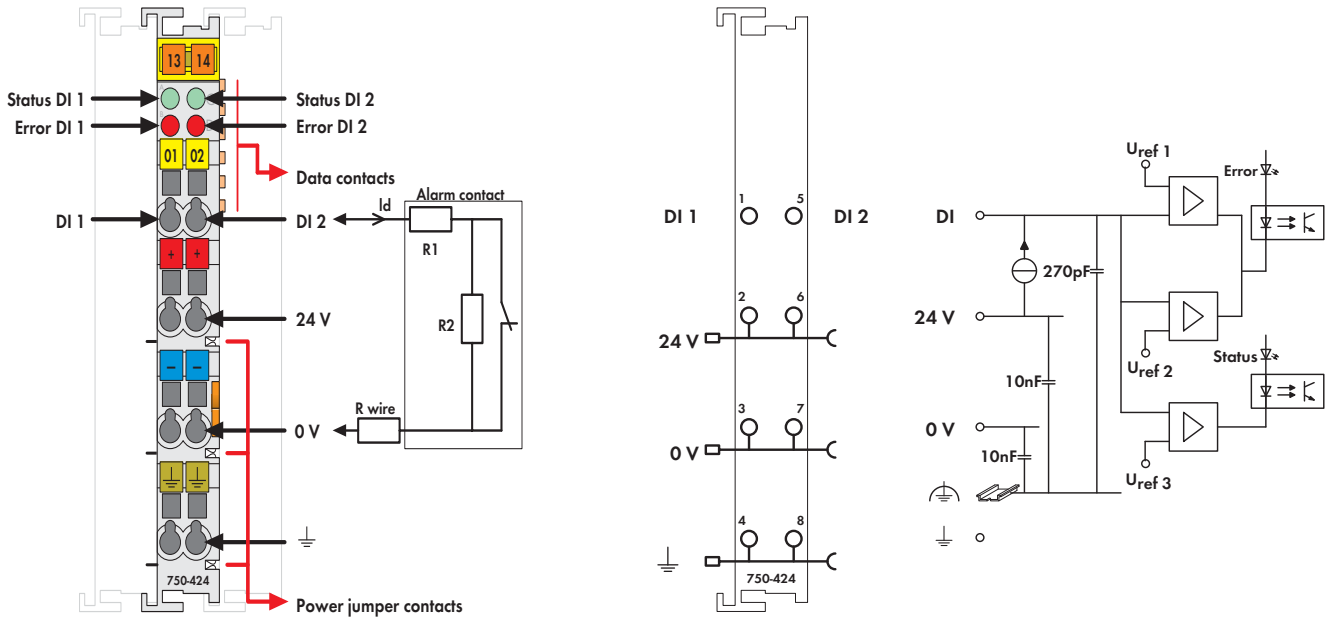 13 14
Status DI 1
Status DI 2
Error DI 1
Error DI 2
01 02
Data contacts
Alarm contact
Id
DI 1
DI 2
R1
+ +
R2
24 V
– –
R wire
0 V
750-424
Power jumper contacts
1
5
DI 1
DI 2
2
6
24 V
3
7
0 V
4
8
750-424
Uref 1
Error
DI
270pF
24 V
Uref 2
Status
10nF
0 V
10nF
Uref 3